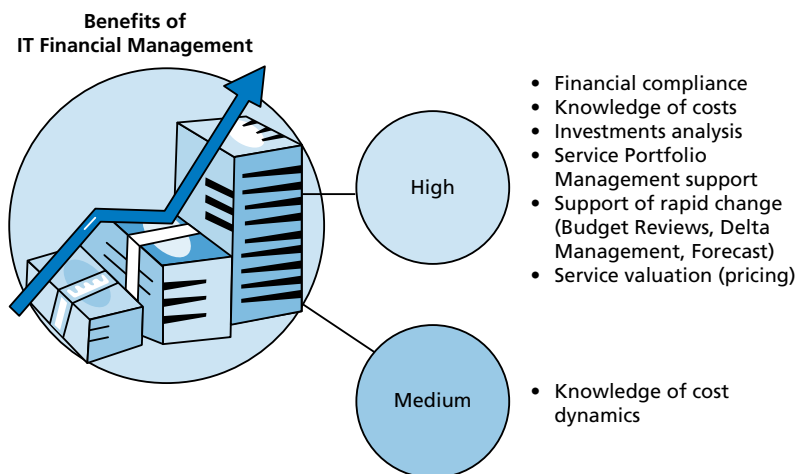 Benefits of
IT Financial Management
High
• Financial compliance
• Knowledge of costs
• Investments analysis
• Service Portfolio
Management support
• Support of rapid change
(Budget Reviews, Delta
Management, Forecast)
• Service valuation (pricing)
Medium
• Knowledge of cost
dynamics